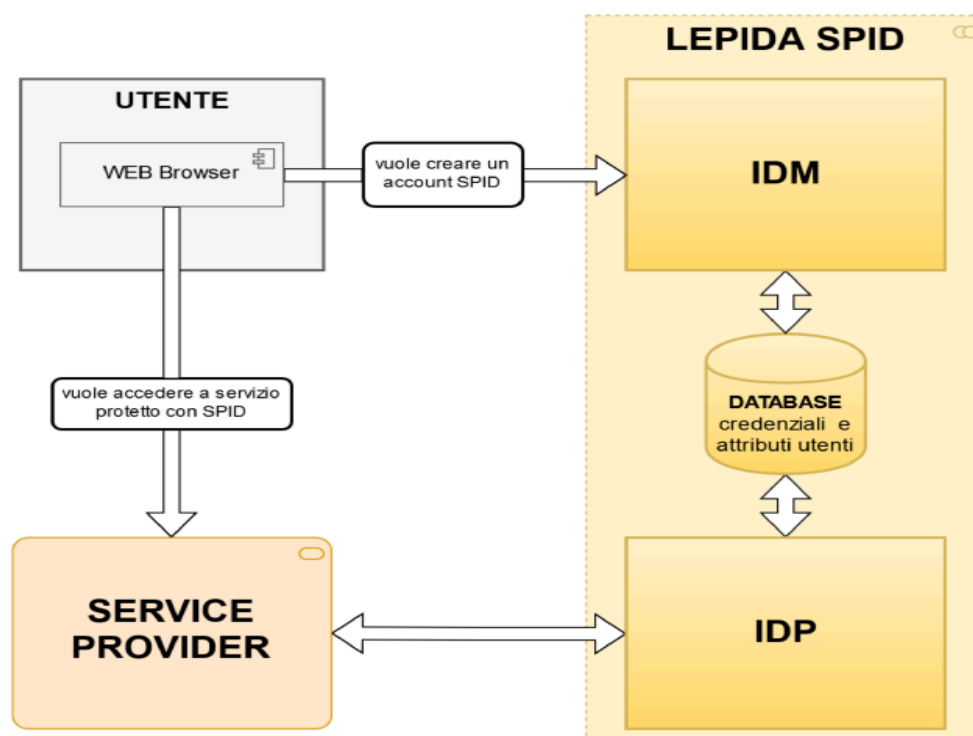 LEPIDA SPID
UTENTE
WEB Browser
vuole creare un
account SPID
IDM
vuole accedere a servizio
protetto con SPID
DATABASE
credenziali e
attributi utenti
SERVICE
PROVIDER
IDP